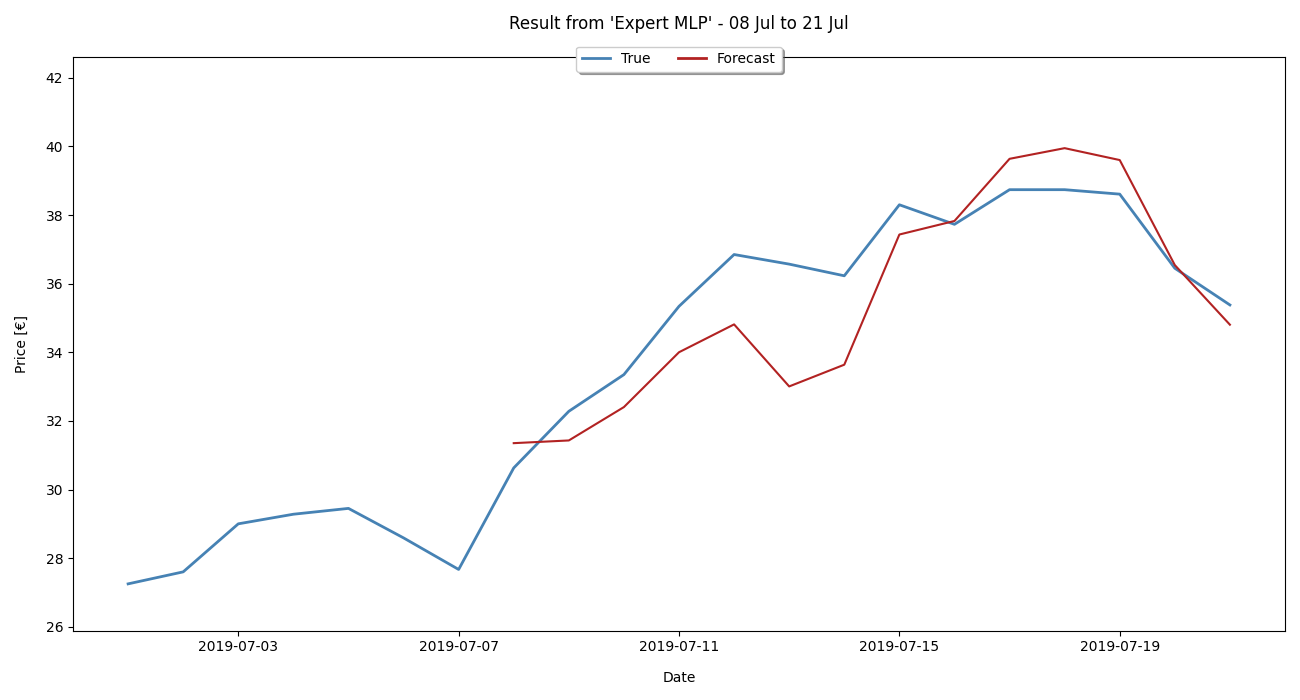 Result from 'Expert MLP' - 08 Jul to 21 Jul
True Forecast
42
40
38
36
34
32
30
28
26
Price [€]
2019-07-03 2019-07-07 2019-07-11 2019-07-15 2019-07-19
Date